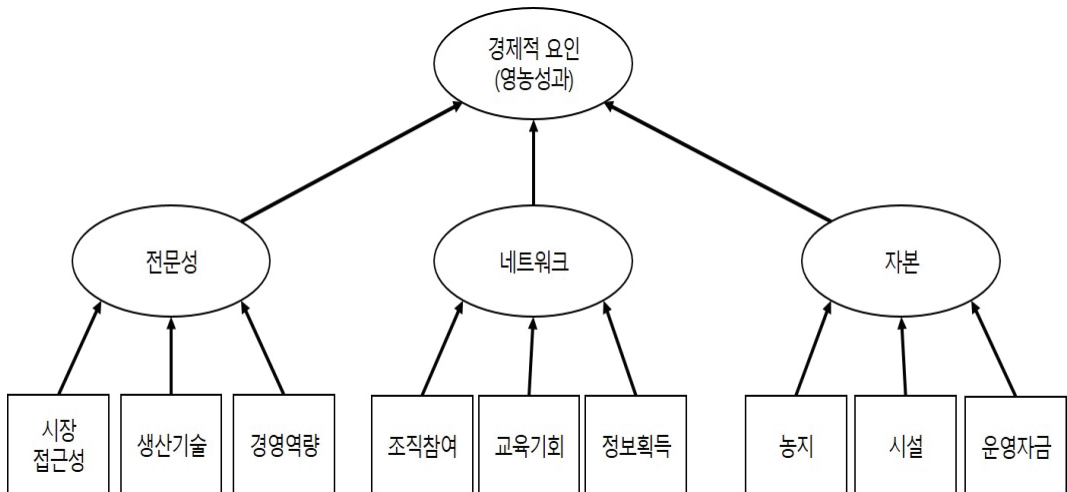 경제적 요인
(영농성과)
전문성
네트워크
자본
시장
접근성
생산기술
경영역량
조직참여
교육기회
정보획득
농지
시설
운영자금